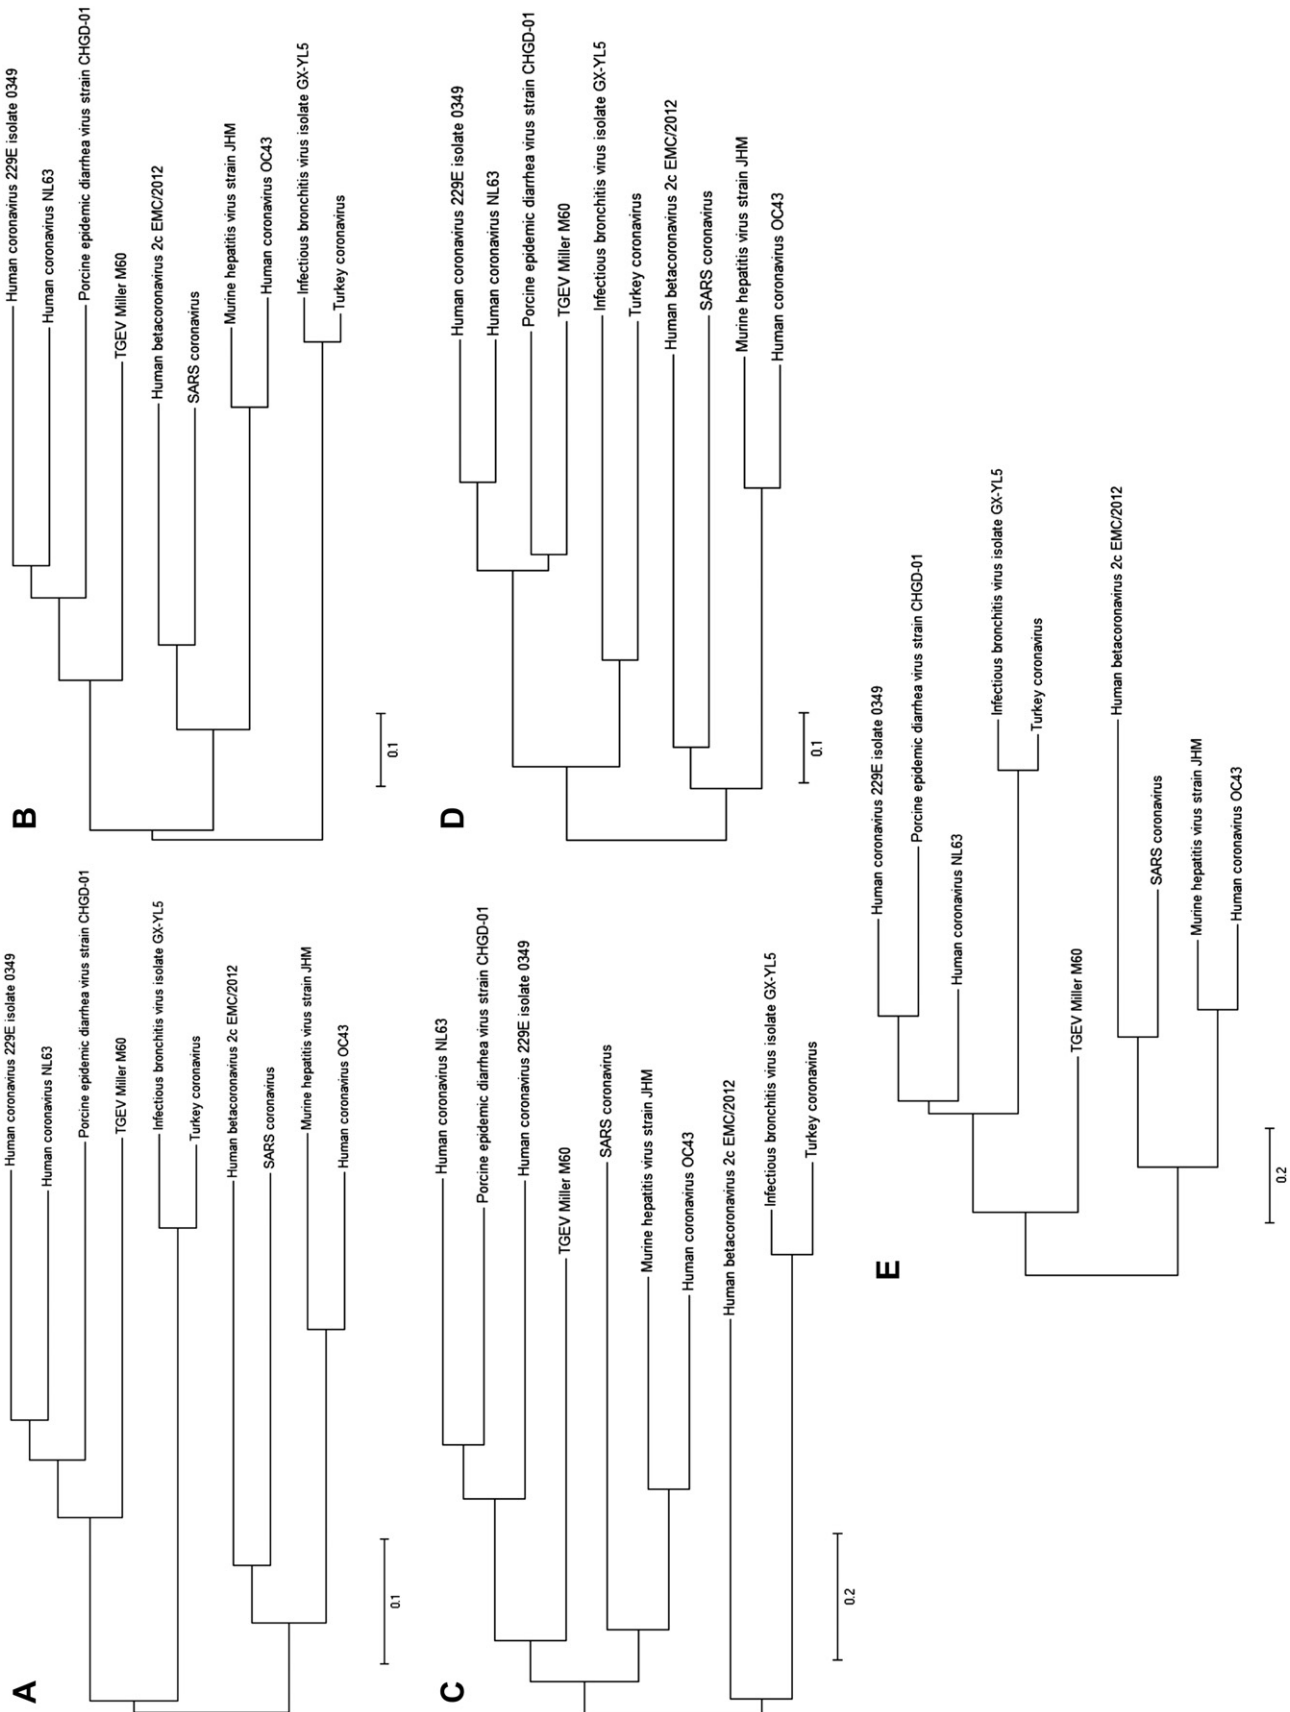 A
Human coronavirus 229E isolate 0349
Human coronavirus NL63
Porcine epidemic diarrhea virus strain CHGD-01
TGEV Miller M60
Infectious bronchitis virus isolate GX-YL5
Turkey coronavirus
Human betacoronavirus 2c EMC/2012
SARS coronavirus
Murine hepatitis virus strain JHM
Human coronavirus OC43
0.1
B
Human coronavirus 229E isolate 0349
Human coronavirus NL63
Porcine epidemic diarrhea virus strain CHGD-01
TGEV Miller M60
Human betacoronavirus 2c EMC/2012
SARS coronavirus
Murine hepatitis virus strain JHM
Human coronavirus OC43
Infectious bronchitis virus isolate GX-YL5
Turkey coronavirus
0.1
C
Human coronavirus NL63
Porcine epidemic diarrhea virus strain CHGD-01
Human coronavirus 229E isolate 0349
TGEV Miller M60
SARS coronavirus
Murine hepatitis virus strain JHM
Human coronavirus OC43
Human betacoronavirus 2c EMC/2012
Infectious bronchitis virus isolate GX-YL5
Turkey coronavirus
0.2
D
Human coronavirus 229E isolate 0349
Human coronavirus NL63
Porcine epidemic diarrhea virus strain CHGD-01
TGEV Miller M60
Infectious bronchitis virus isolate GX-YL5
Turkey coronavirus
Human betacoronavirus 2c EMC/2012
SARS coronavirus
Murine hepatitis virus strain JHM
Human coronavirus OC43
0.1
E
Human coronavirus 229E isolate 0349
Porcine epidemic diarrhea virus strain CHGD-01
Human coronavirus NL63
Infectious bronchitis virus isolate GX-YL5
Turkey coronavirus
TGEV Miller M60
Human betacoronavirus 2c EMC/2012
SARS coronavirus
Murine hepatitis virus strain JHM
Human coronavirus OC43
0.2